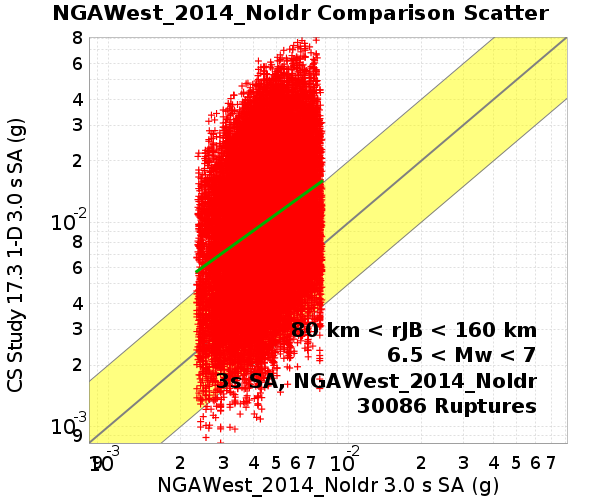 NGAWest_2014_NoIdr Comparison Scatter
8
6
4
3
2
10-2
8
6
4
3
2
10-3
9
CS Study 17.3 1-D 3.0 s SA (g)
80 km < rJB < 160 km
6.5 < Mw < 7
3s SA, NGAWest_2014_NoIdr
30086 Ruptures
9 10-3 2 3 4 5 6 7 10-2 2 3 4 5 6 7
NGAWest_2014_NoIdr 3.0 s SA (g)